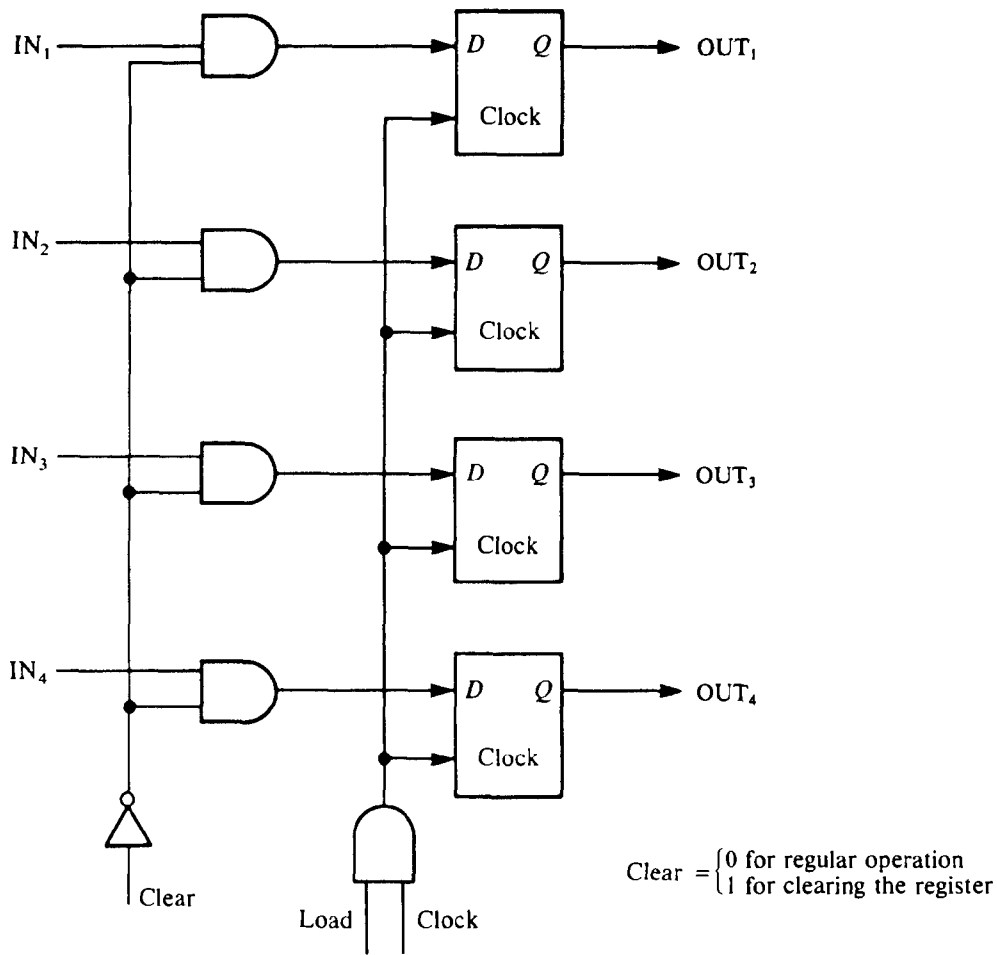 IN₁
D Q
OUT₁
Clock
IN₂
D Q
OUT₂
Clock
IN₃
D Q
OUT₃
Clock
IN₄
D Q
OUT₄
Clock
Clear
Load
Clock
Clear = {0 for regular operation
1 for clearing the register